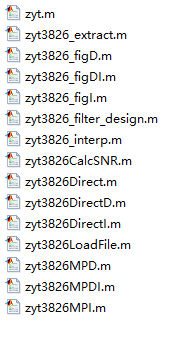 zyt.m
zyt3826_extract.m
zyt3826_figD.m
zyt3826_figDI.m
zyt3826_figI.m
zyt3826_filter_design.m
zyt3826_interp.m
zyt3826CalcSNR.m
zyt3826Direct.m
zyt3826DirectD.m
zyt3826DirectI.m
zyt3826LoadFile.m
zyt3826MPD.m
zyt3826MPDI.m
zyt3826MPI.m